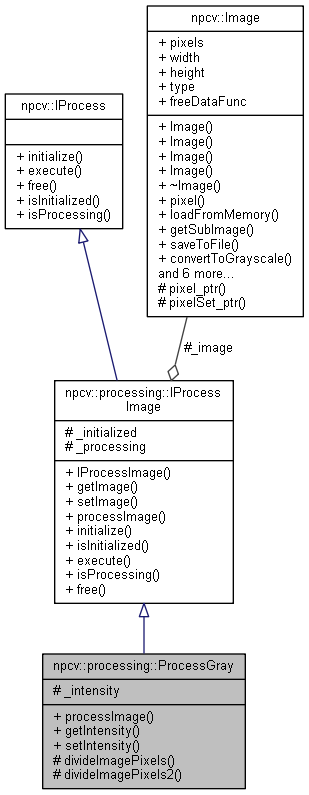 npcv::Image
+ pixels
+ width
+ height
+ type
+ freeDataFunc
+ Image()
+ Image()
+ Image()
+ Image()
+ ~Image()
+ pixel()
+ loadFromMemory()
+ getSubImage()
+ saveToFile()
+ convertToGrayscale()
and 6 more...
# pixel_ptr()
# pixelSet_ptr()
npcv::IProcess
+ initialize()
+ execute()
+ free()
+ isInitialized()
+ isProcessing()
#_image
npcv::processing::IProcess
Image
# _initialized
# _processing
+ IProcessImage()
+ getImage()
+ setImage()
+ processImage()
+ initialize()
+ isInitialized()
+ execute()
+ isProcessing()
+ free()
npcv::processing::ProcessGray
# _intensity
+ processImage()
+ getIntensity()
+ setIntensity()
# divideImagePixels()
# divideImagePixels2()